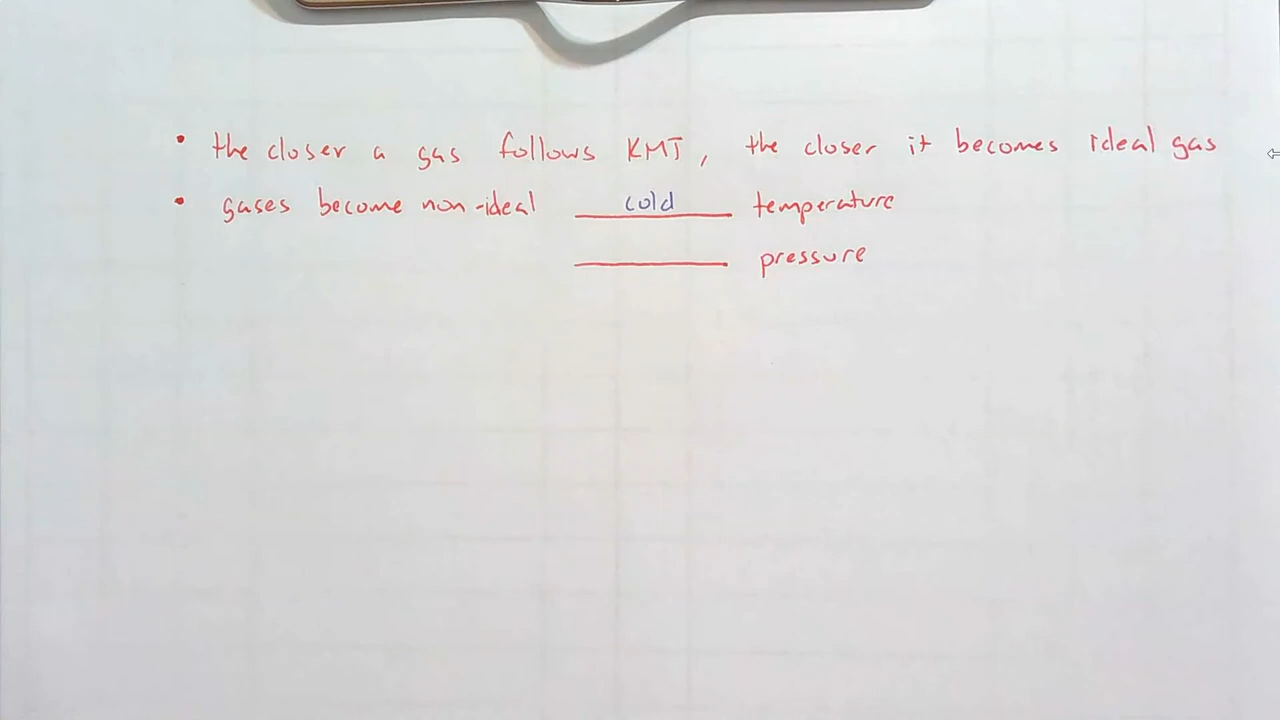 • the closer a gas follows KMT, the closer it becomes ideal gas
• gases become non-ideal cold temperature
pressure